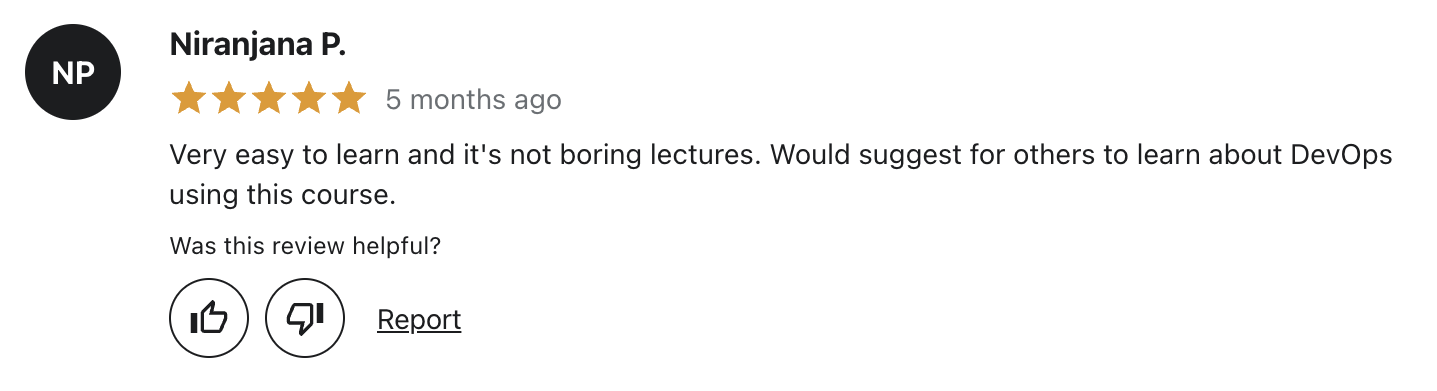 NP
Niranjana P.
5 months ago
Very easy to learn and it's not boring lectures. Would suggest for others to learn about DevOps
using this course.
Was this review helpful?
Report